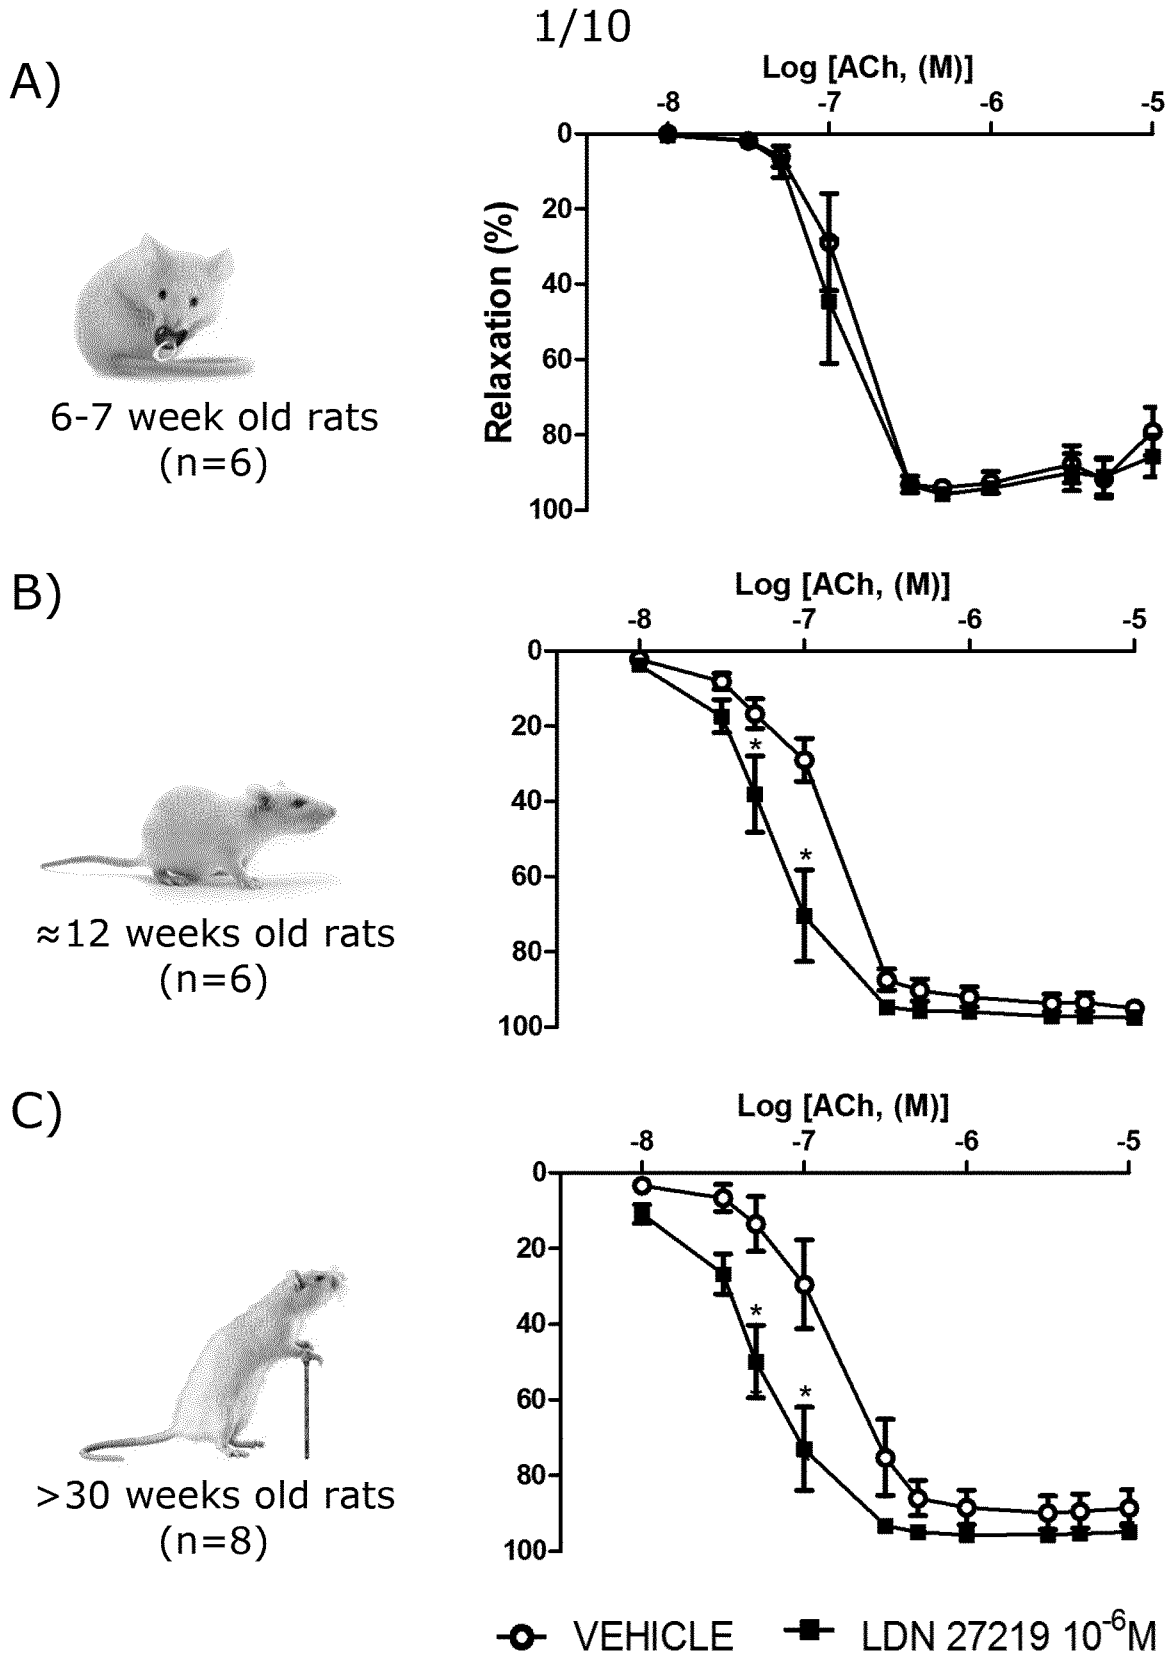 1/10
A)
Log [ACh, (M)]
-8 -7 -6 -5
0
20
40
60
80
100
Relaxation (%)
6-7 week old rats
(n=6)
B)
Log [ACh, (M)]
-8 -7 -6 -5
0
20
*
40
*
60
80
100
≈12 weeks old rats
(n=6)
C)
Log [ACh, (M)]
-8 -7 -6 -5
0
20
*
40
*
60
80
100
>30 weeks old rats
(n=8)
VEHICLE LDN 27219 10⁻⁶M